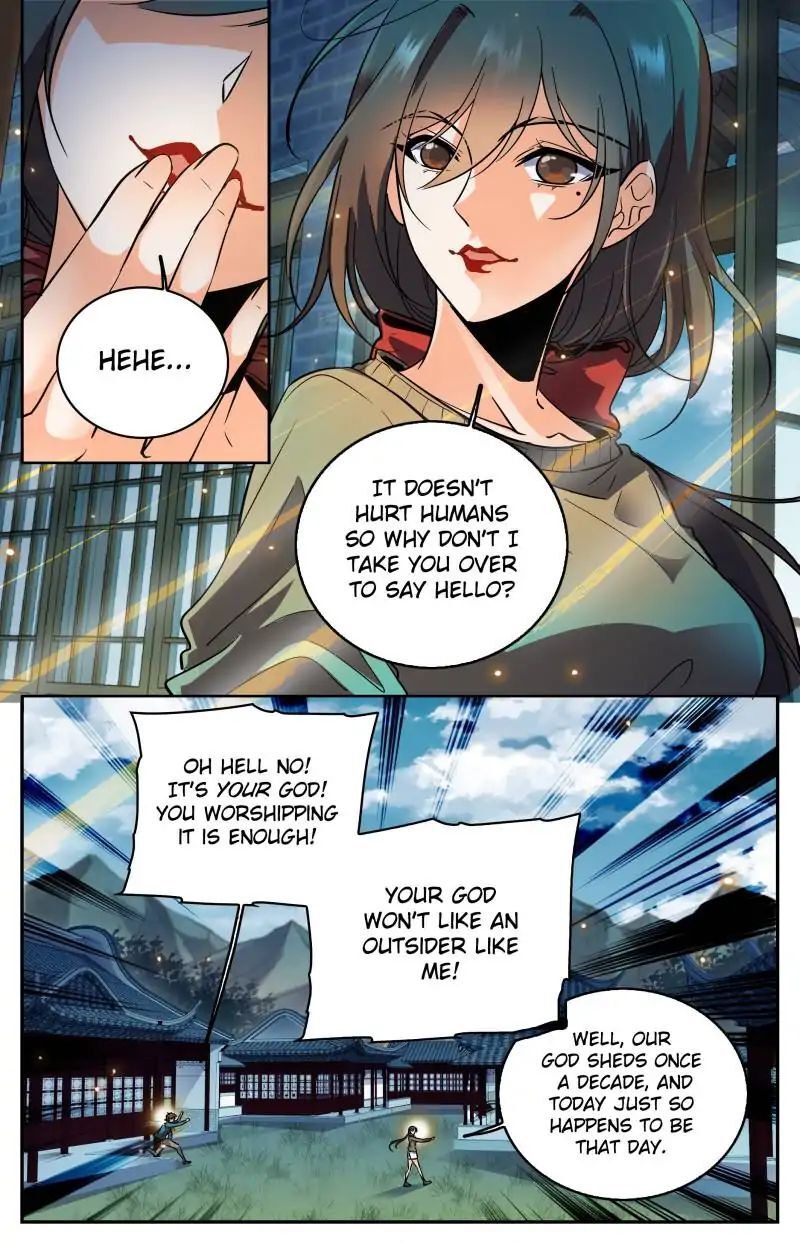 HEHE...
IT DOESN'T
HURT HUMANS
SO WHY DON'T I
TAKE YOU OVER
TO SAY HELLO?
OH HELL NO!
IT'S YOUR GOD!
YOU WORSHIPPING
IT IS ENOUGH!
YOUR GOD
WON'T LIKE AN
OUTSIDER LIKE
ME!
WELL, OUR
GOD SHEDS ONCE
A DECADE, AND
TODAY JUST SO
HAPPENS TO BE
THAT DAY.